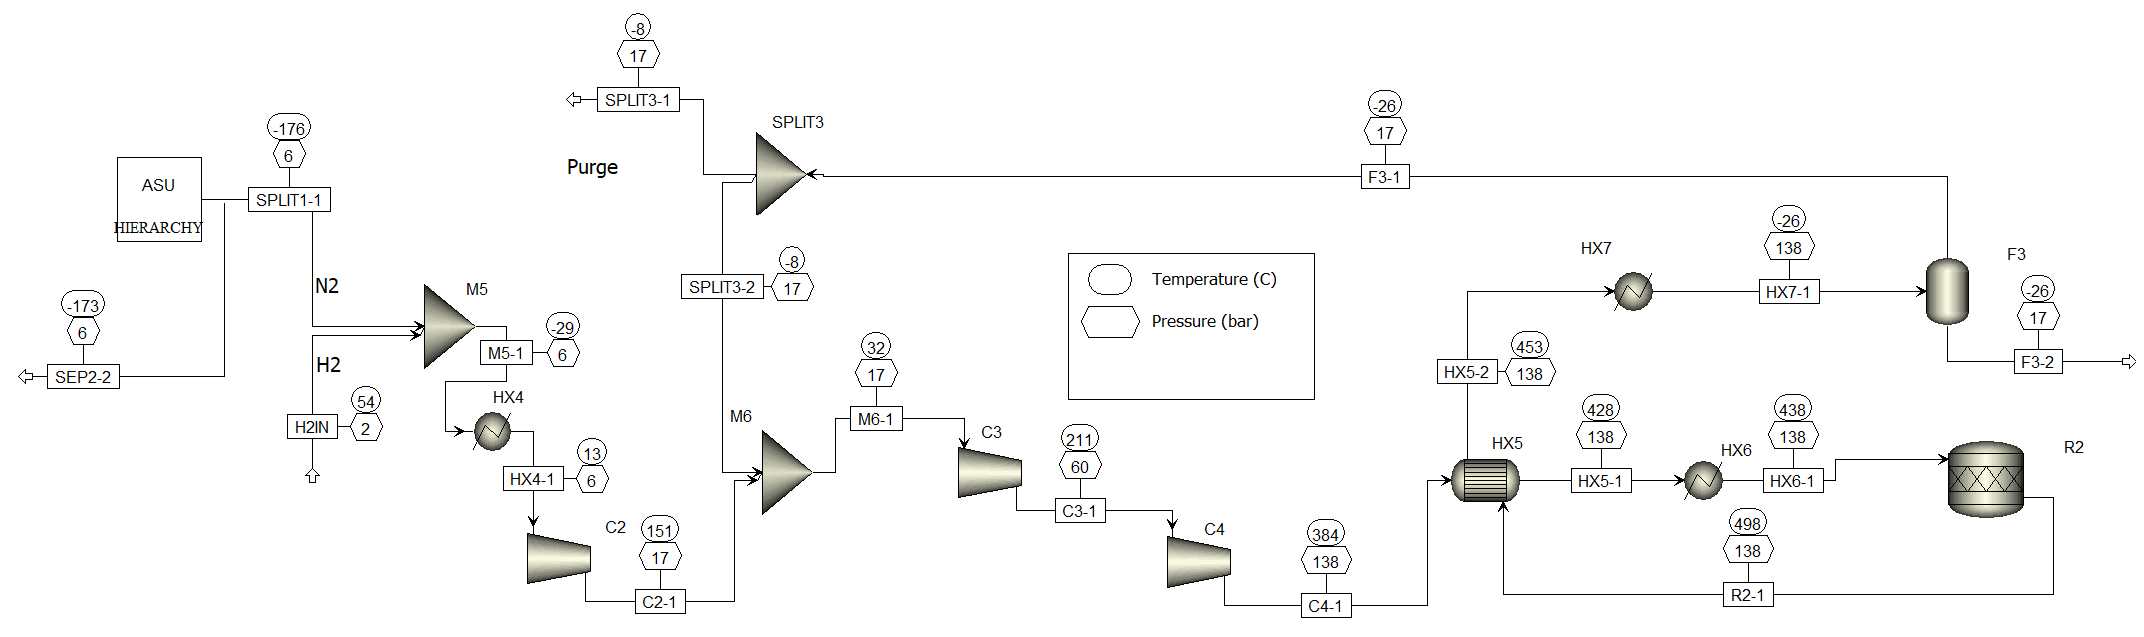 -8
17
SPLIT3-1
SPLIT3
-26
17
F3-1
-176
6
SPLIT1-1
ASU
HIERARCHY
Purge
-26
138
HX7-1
HX7
F3
-26
17
F3-2
-8
17
SPLIT3-2
Temperature (C)
Pressure (bar)
N2
M5
-173
6
SEP2-2
H2
-29
6
M5-1
54
2
H2IN
HX4
32
17
M6-1
M6
453
138
HX5-2
428
138
HX5-1
HX5
438
138
HX6-1
HX6
R2
13
6
HX4-1
C3
211
60
C3-1
C2
151
17
C2-1
C4
384
138
C4-1
498
138
R2-1